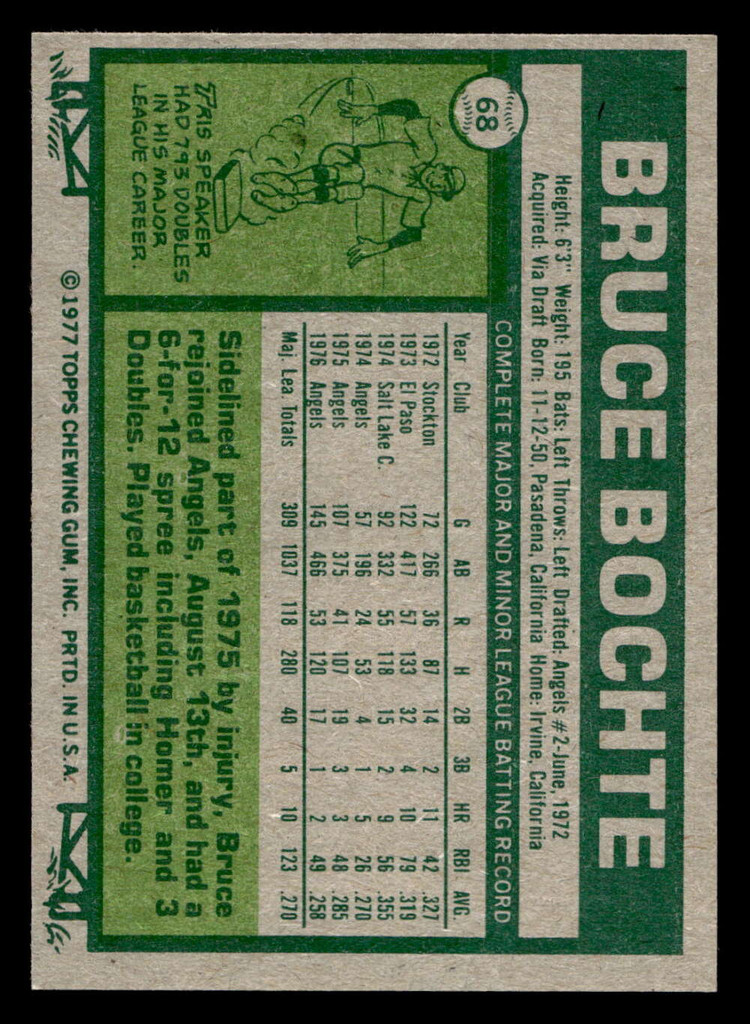 68
BRUCE BOCHTE
Height: 6'3" Weight: 195 Bats: Left Throws: Left Drafted: Angels #2-June, 1972
Acquired: Via Draft Born: 11-12-50, Pasadena, California Home: Irvine, California
COMPLETE MAJOR AND MINOR LEAGUE BATTING RECORD
Year Club G AB R H 2B 3B HR RBI AVG.
1972 Stockton 72 266 36 87 14 2 11 42 .327
1973 El Paso 122 417 57 133 32 4 10 79 .319
1974 Salt Lake C. 92 332 55 118 15 2 9 56 .355
1974 Angels 57 196 24 53 4 1 5 26 .270
1975 Angels 107 375 41 107 19 3 3 48 .285
1976 Angels 145 466 53 120 17 1 2 49 .258
Maj. Lea. Totals 309 1037 118 280 40 5 10 123 .270
TRIS SPEAKER
HAD 793 DOUBLES
IN HIS MAJOR
LEAGUE CAREER.
Sidelined part of 1975 by injury, Bruce
rejoined Angels, August 13th, and had a
6-for-12 spree including Homer and 3
Doubles. Played basketball in college.
© 1977 TOPPS CHEWING GUM, INC. PRTD. IN U.S.A.